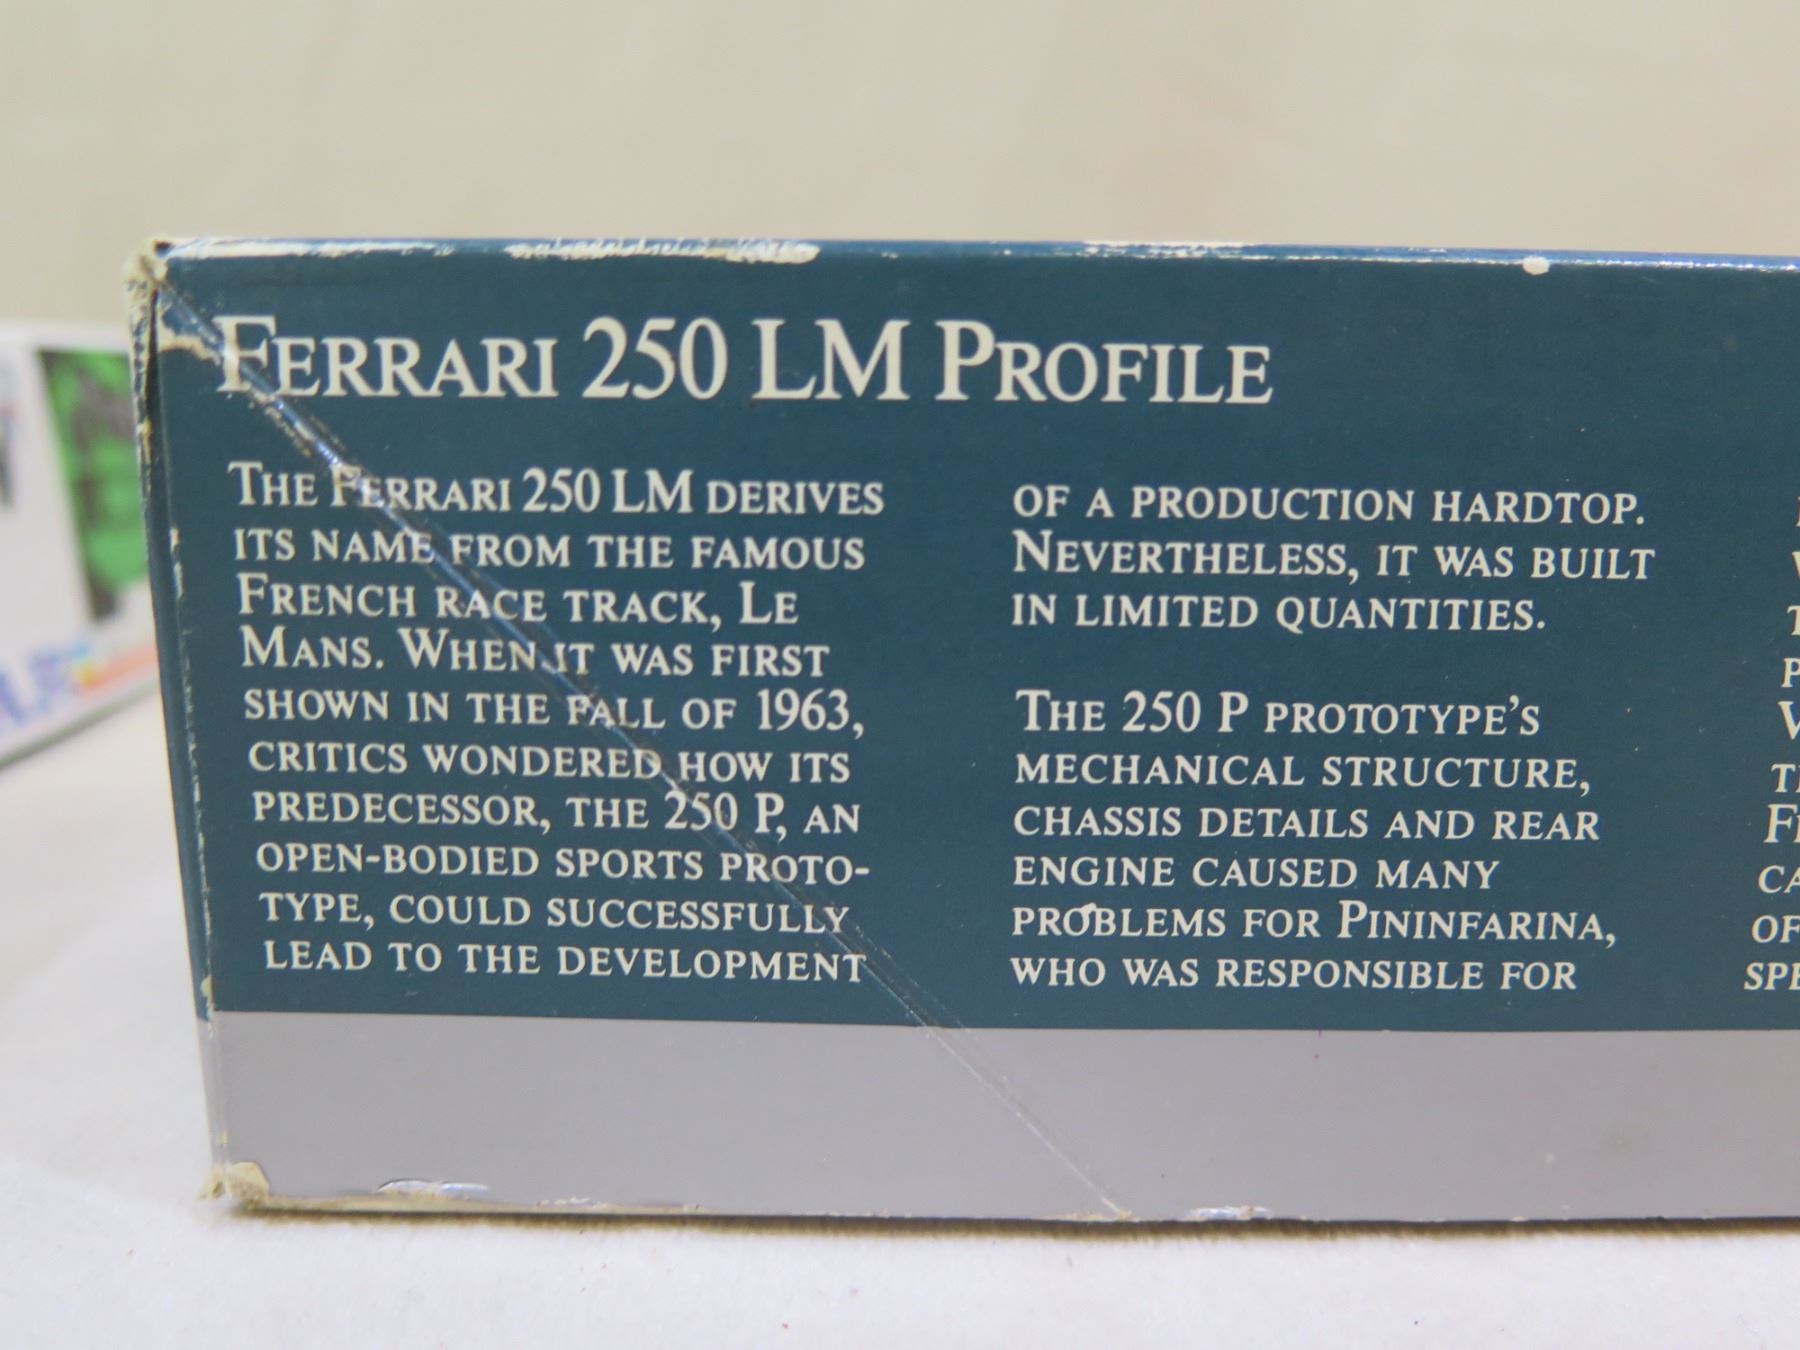 FERRARI 250 LM PROFILE
THE FERRARI 250 LM DERIVES
ITS NAME FROM THE FAMOUS
FRENCH RACE TRACK, LE
MANS. WHEN IT WAS FIRST
SHOWN IN THE FALL OF 1963,
CRITICS WONDERED HOW ITS
PREDECESSOR, THE 250 P, AN
OPEN-BODIED SPORTS PROTO-
TYPE, COULD SUCCESSFULLY
LEAD TO THE DEVELOPMENT
OF A PRODUCTION HARDTOP.
NEVERTHELESS, IT WAS BUILT
IN LIMITED QUANTITIES.
THE 250 P PROTOTYPE'S
MECHANICAL STRUCTURE,
CHASSIS DETAILS AND REAR
ENGINE CAUSED MANY
PROBLEMS FOR PININFARINA,
WHO WAS RESPONSIBLE FOR